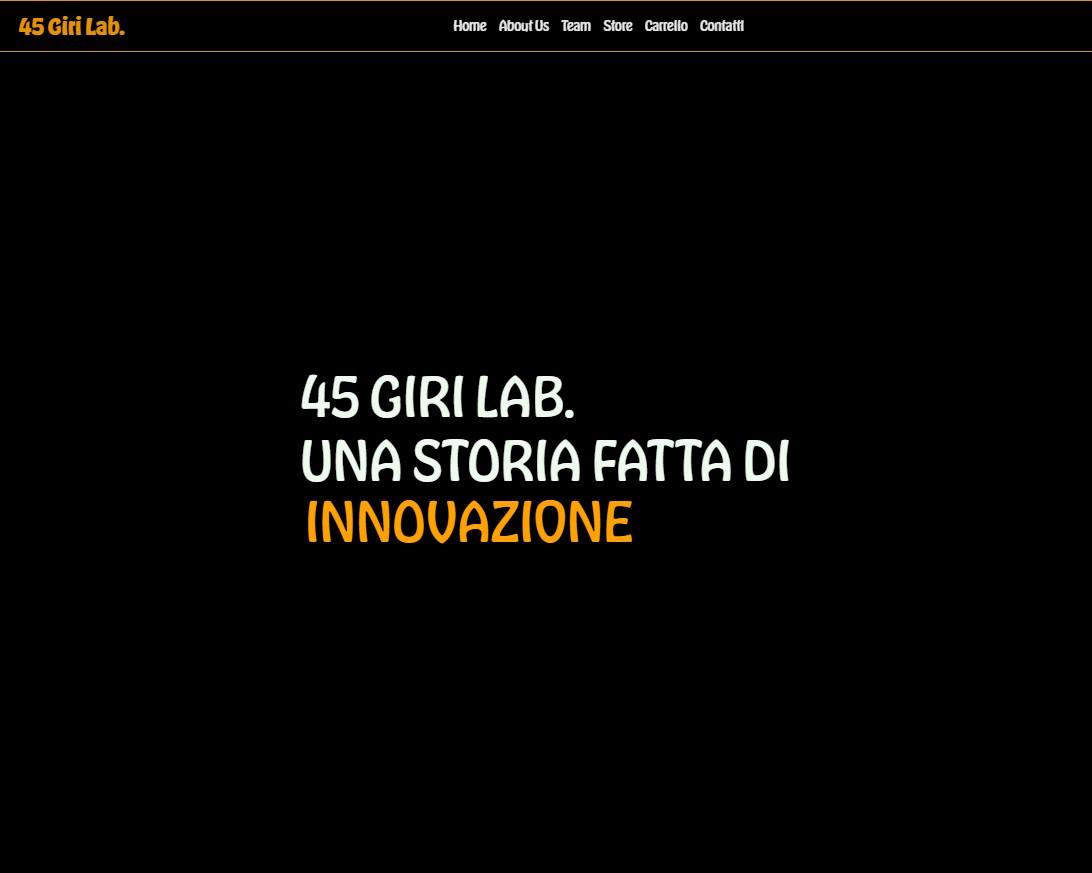 45 Giri Lab.
Home About Us Team Store Carrello Contatti
45 GIRI LAB.
UNA STORIA FATTA DI
INNOVAZIONE